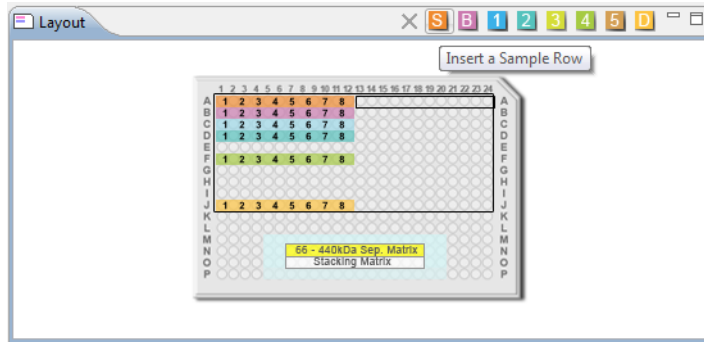 Layout
S B 1 2 3 4 5 D
Insert a Sample Row
1 2 3 4 5 6 7 8 9 10 11 12 13 14 15 16 17 18 19 20 21 22 23 24
A 1 2 3 4 5 6 7 8 A
B 1 2 3 4 5 6 7 8 B
C 1 2 3 4 5 6 7 8 C
D 1 2 3 4 5 6 7 8 D
E E
F 1 2 3 4 5 6 7 8 F
G G
H H
I I
J 1 2 3 4 5 6 7 8 J
K K
L L
M M
N 66 - 440kDa Sep. Matrix N
O Stacking Matrix O
P P